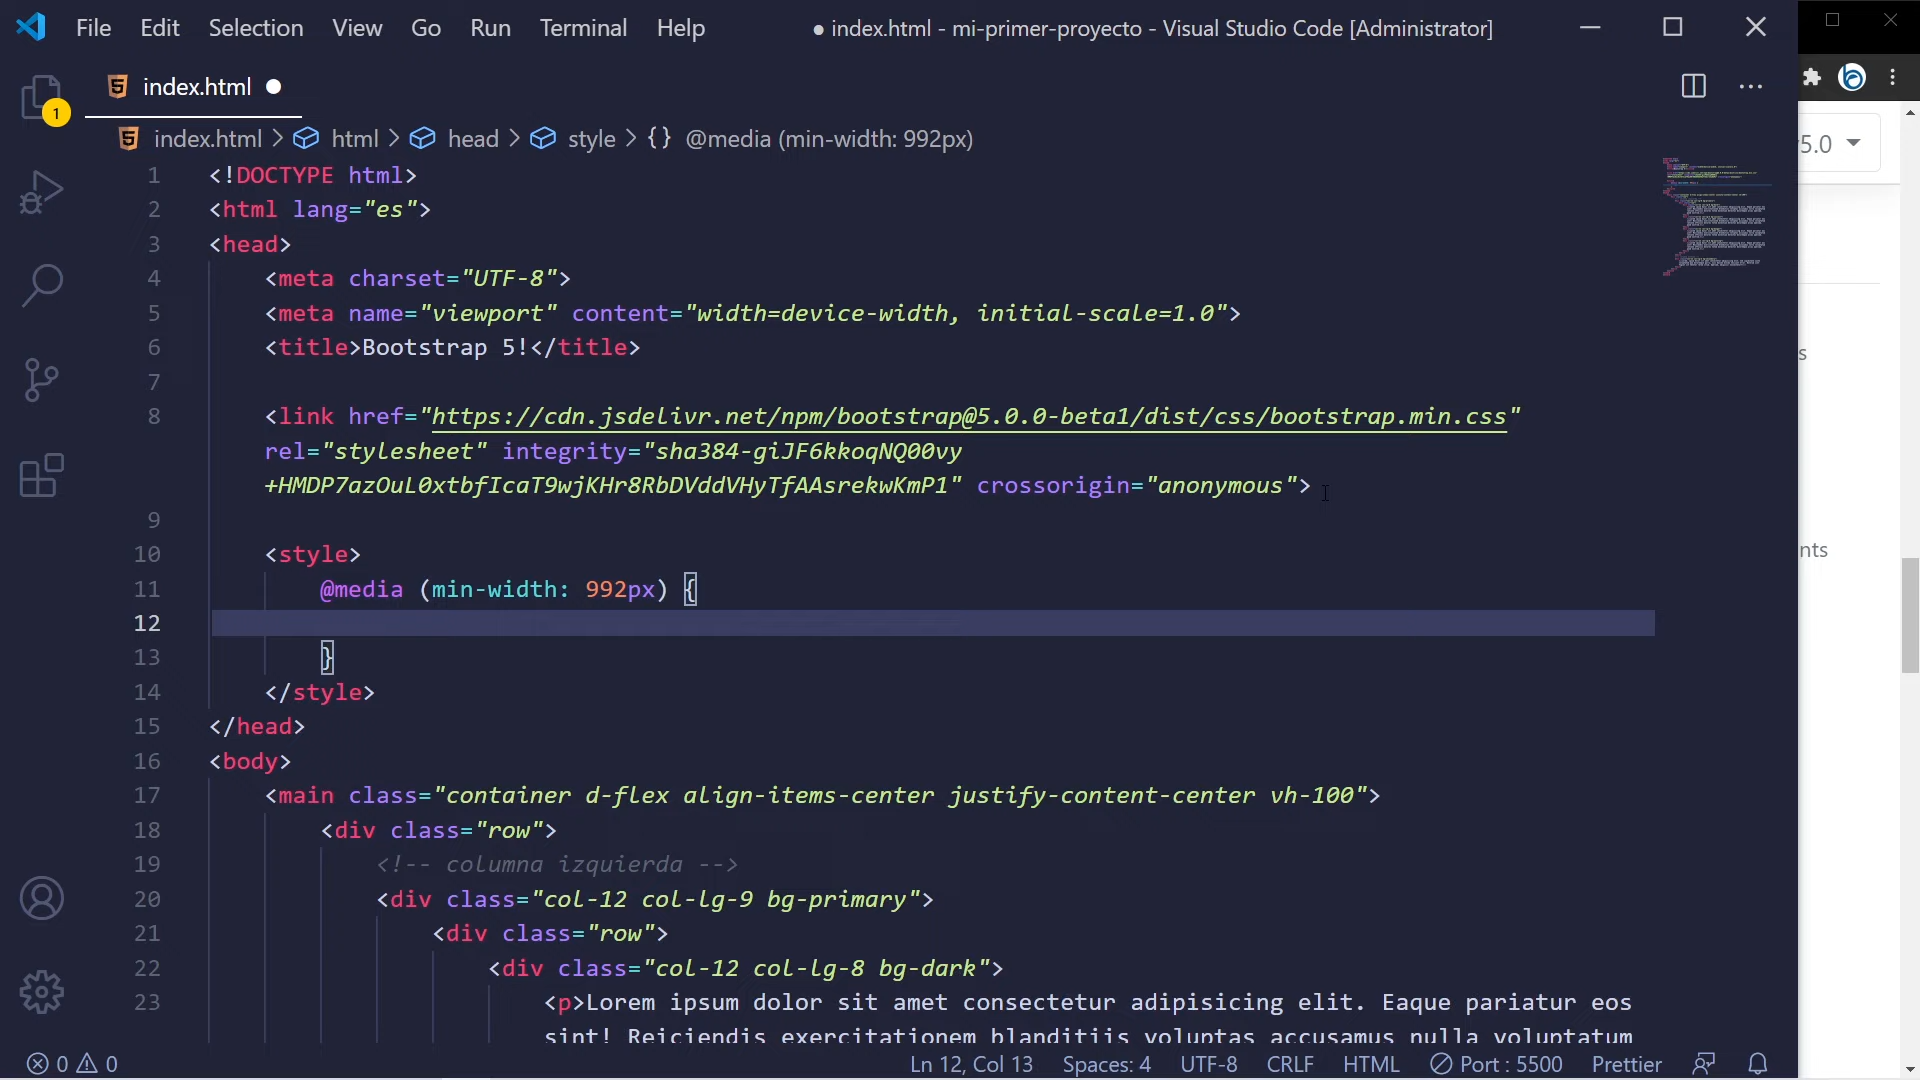 File Edit Selection View Go Run Terminal Help ● index.html - mi-primer-proyecto - Visual Studio Code [Administrator]
index.html ●
1
index.html > html > head > style > {} @media (min-width: 992px)
5.0
1 <!DOCTYPE html>
2 <html lang="es">
3 <head>
4 <meta charset="UTF-8">
5 <meta name="viewport" content="width=device-width, initial-scale=1.0">
6 <title>Bootstrap 5!</title>
s
7
8 <link href="https://cdn.jsdelivr.net/npm/bootstrap@5.0.0-beta1/dist/css/bootstrap.min.css"
rel="stylesheet" integrity="sha384-giJF6kkoqNQ00vy
+HMDP7azOuL0xtbfIcaT9wjKHr8RbDVddVHyTfAAsrekwKmP1" crossorigin="anonymous">
9
10 <style>
nts
11 @media (min-width: 992px) {
12
13 }
14 </style>
15 </head>
16 <body>
17 <main class="container d-flex align-items-center justify-content-center vh-100">
18 <div class="row">
19 <!-- columna izquierda -->
20 <div class="col-12 col-lg-9 bg-primary">
21 <div class="row">
22 <div class="col-12 col-lg-8 bg-dark">
23 <p>Lorem ipsum dolor sit amet consectetur adipisicing elit. Eaque pariatur eos
sint! Reiciendis exercitationem blanditiis voluptas accusamus nulla voluptatum
0 0 Ln 12, Col 13 Spaces: 4 UTF-8 CRLF HTML Port : 5500 Prettier